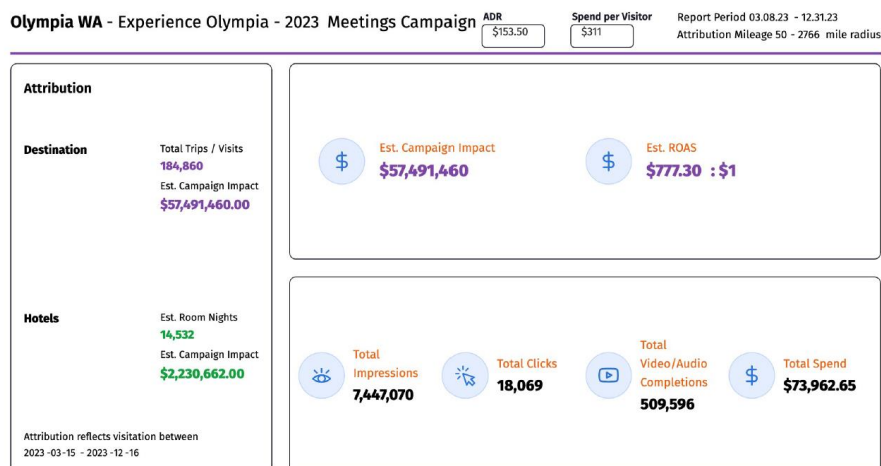 Olympia WA - Experience Olympia - 2023 Meetings Campaign
ADR
$153.50
Spend per Visitor
$311
Report Period 03.08.23 - 12.31.23
Attribution Mileage 50 - 2766 mile radius
Attribution
Destination
Total Trips / Visits
184,860
Est. Campaign Impact
$57,491,460.00
Hotels
Est. Room Nights
14,532
Est. Campaign Impact
$2,230,662.00
Attribution reflects visitation between
2023 -03-15 - 2023 -12 -16
Est. Campaign Impact
$57,491,460
Est. ROAS
$777.30 : $1
Total
Impressions
7,447,070
Total Clicks
18,069
Total
Video/Audio
Completions
509,596
Total Spend
$73,962.65